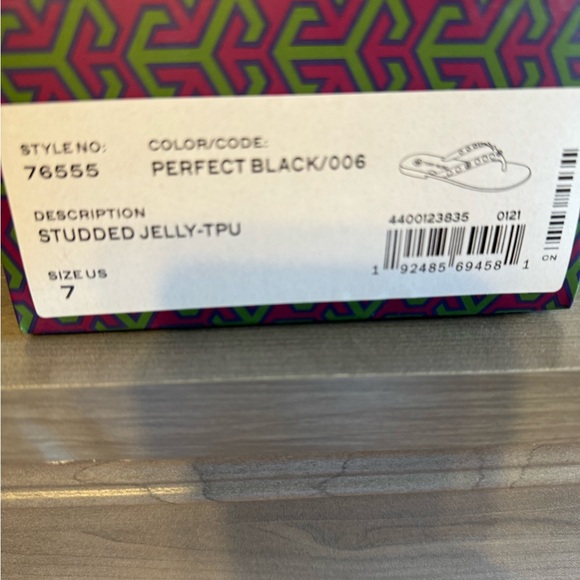 STYLE NO: COLOR/CODE:
76555 PERFECT BLACK/006
DESCRIPTION
STUDDED JELLY-TPU
4400123835 0121
SIZE US
7
1 92485 69458 1
CN